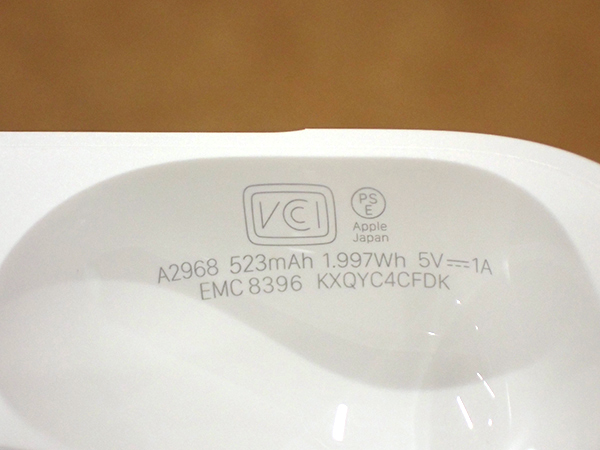 VCI
PS
E
Apple
Japan
A2968 523mAh 1.997Wh 5V⎓1A
EMC 8396 KXQYC4CFDK